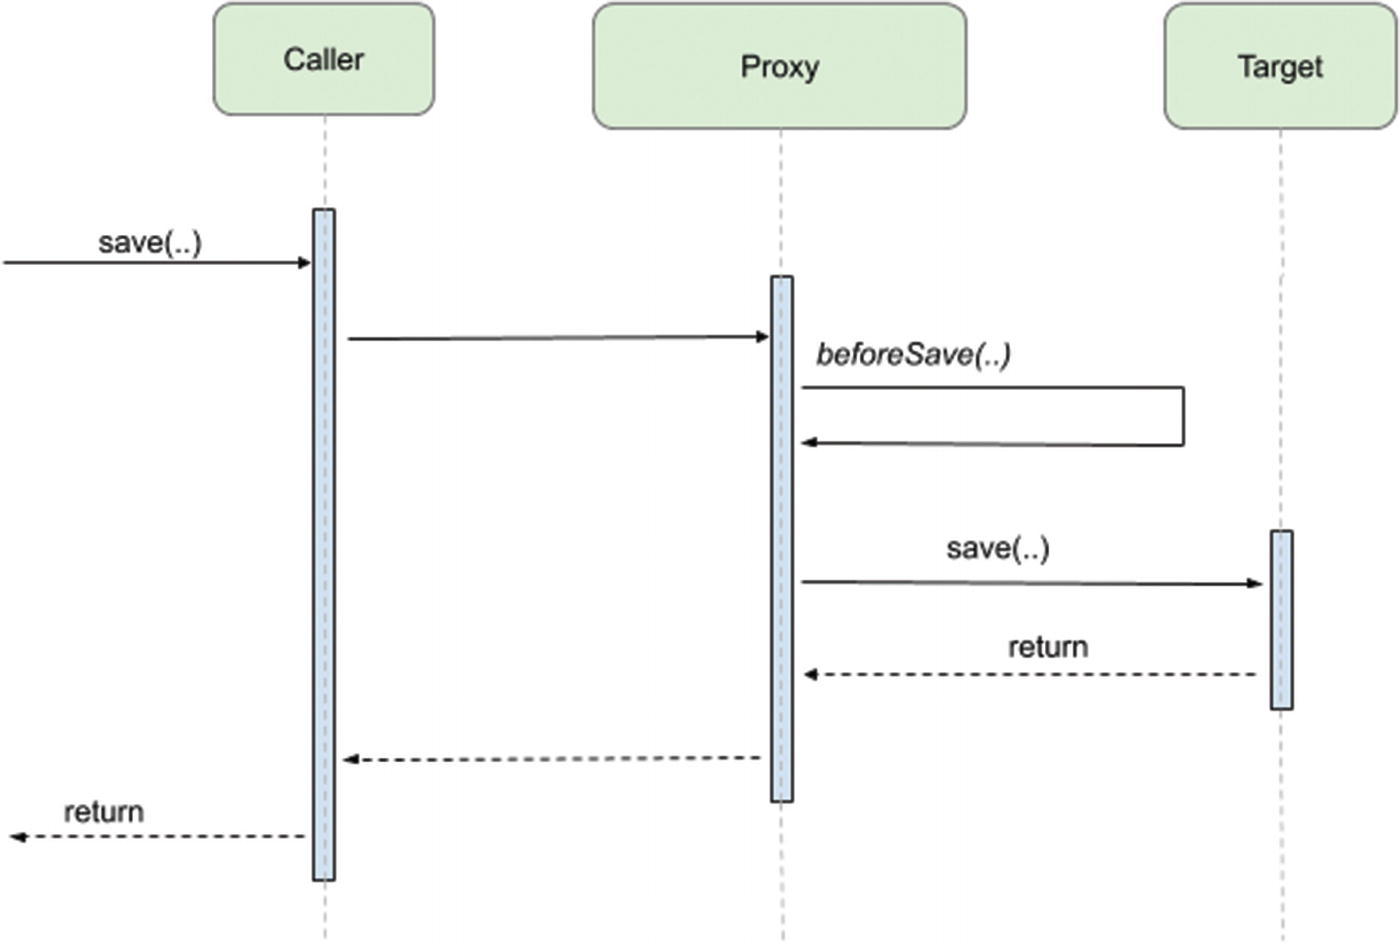 Caller
Proxy
Target
save(..)
beforeSave(..)
save(..)
return
return